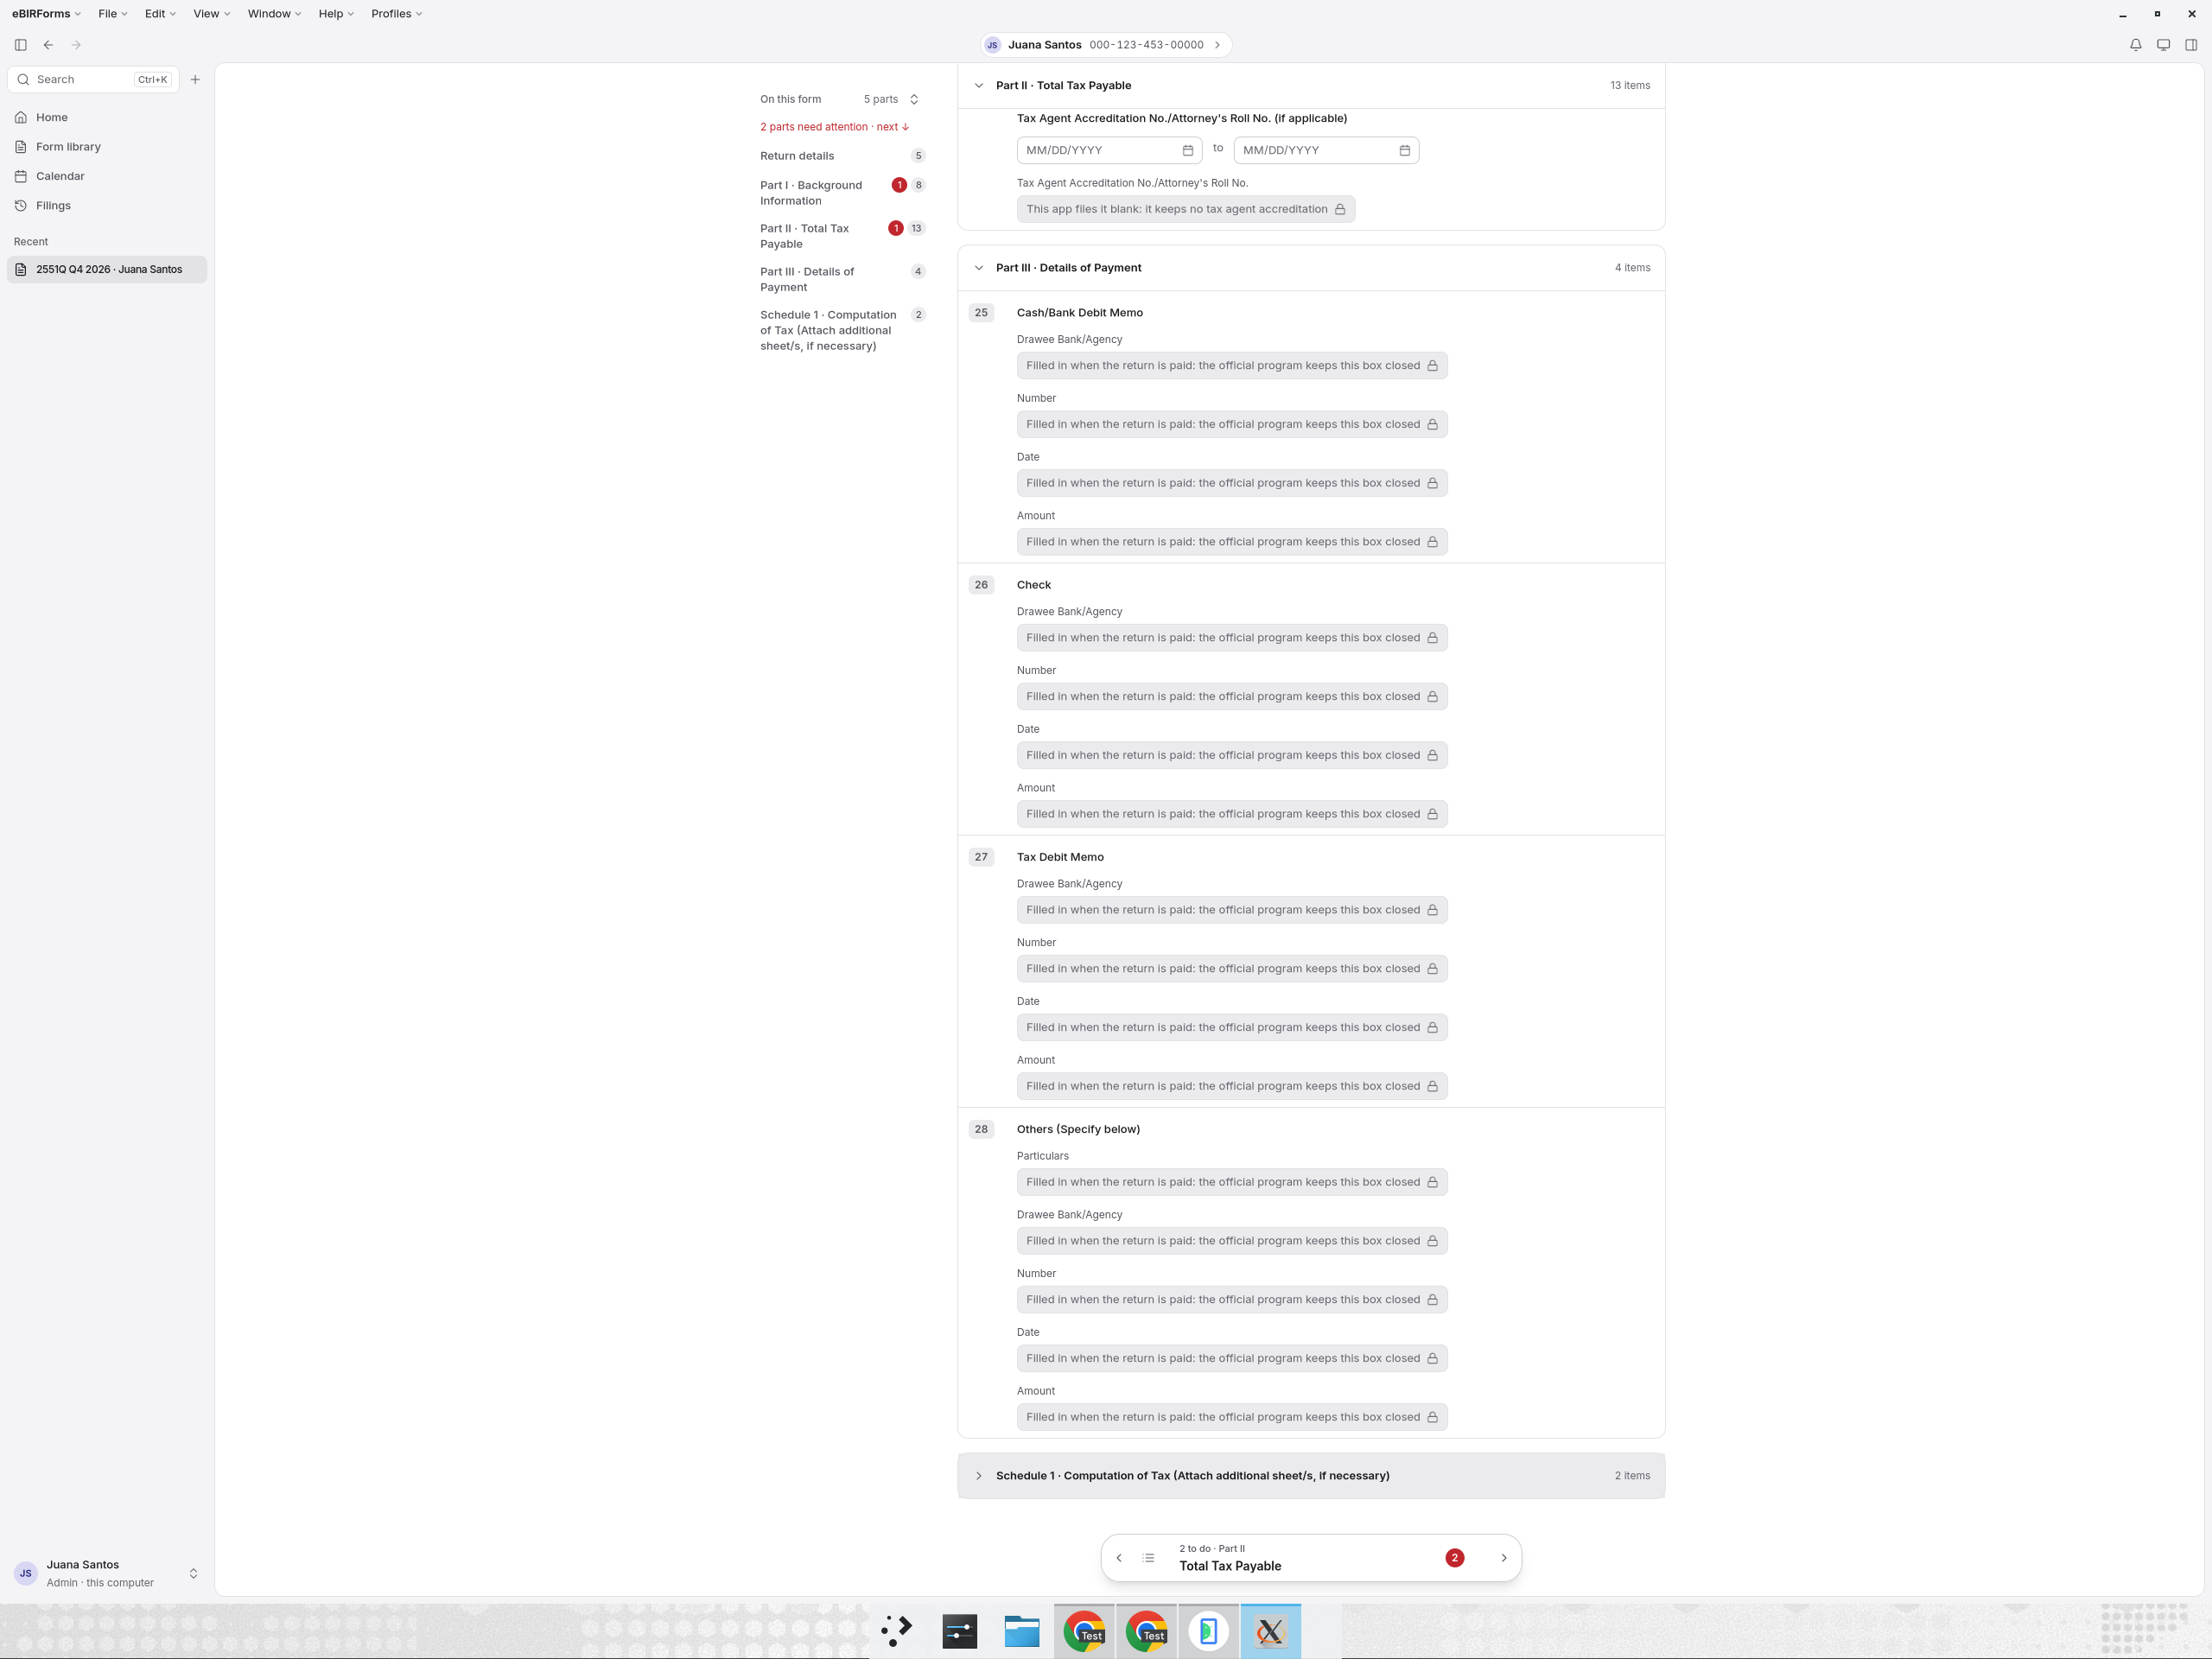 eBIRForms File Edit View Window Help Profiles
JS Juana Santos 000-123-453-00000
Search Ctrl+K
Home
Form library
Calendar
Filings
Recent
2551Q Q4 2026 · Juana Santos
On this form 5 parts
2 parts need attention · next ↓
Return details 5
Part I · Background Information 1 8
Part II · Total Tax Payable 1 13
Part III · Details of Payment 4
Schedule 1 · Computation of Tax (Attach additional sheet/s, if necessary) 2
Part II · Total Tax Payable 13 items
Tax Agent Accreditation No./Attorney's Roll No. (if applicable)
MM/DD/YYYY to MM/DD/YYYY
Tax Agent Accreditation No./Attorney's Roll No.
This app files it blank: it keeps no tax agent accreditation
Part III · Details of Payment 4 items
25 Cash/Bank Debit Memo
Drawee Bank/Agency
Filled in when the return is paid: the official program keeps this box closed
Number
Filled in when the return is paid: the official program keeps this box closed
Date
Filled in when the return is paid: the official program keeps this box closed
Amount
Filled in when the return is paid: the official program keeps this box closed
26 Check
Drawee Bank/Agency
Filled in when the return is paid: the official program keeps this box closed
Number
Filled in when the return is paid: the official program keeps this box closed
Date
Filled in when the return is paid: the official program keeps this box closed
Amount
Filled in when the return is paid: the official program keeps this box closed
27 Tax Debit Memo
Drawee Bank/Agency
Filled in when the return is paid: the official program keeps this box closed
Number
Filled in when the return is paid: the official program keeps this box closed
Date
Filled in when the return is paid: the official program keeps this box closed
Amount
Filled in when the return is paid: the official program keeps this box closed
28 Others (Specify below)
Particulars
Filled in when the return is paid: the official program keeps this box closed
Drawee Bank/Agency
Filled in when the return is paid: the official program keeps this box closed
Number
Filled in when the return is paid: the official program keeps this box closed
Date
Filled in when the return is paid: the official program keeps this box closed
Amount
Filled in when the return is paid: the official program keeps this box closed
Schedule 1 · Computation of Tax (Attach additional sheet/s, if necessary) 2 items
2 to do · Part II
Total Tax Payable 2
JS Juana Santos
Admin · this computer
Test Test